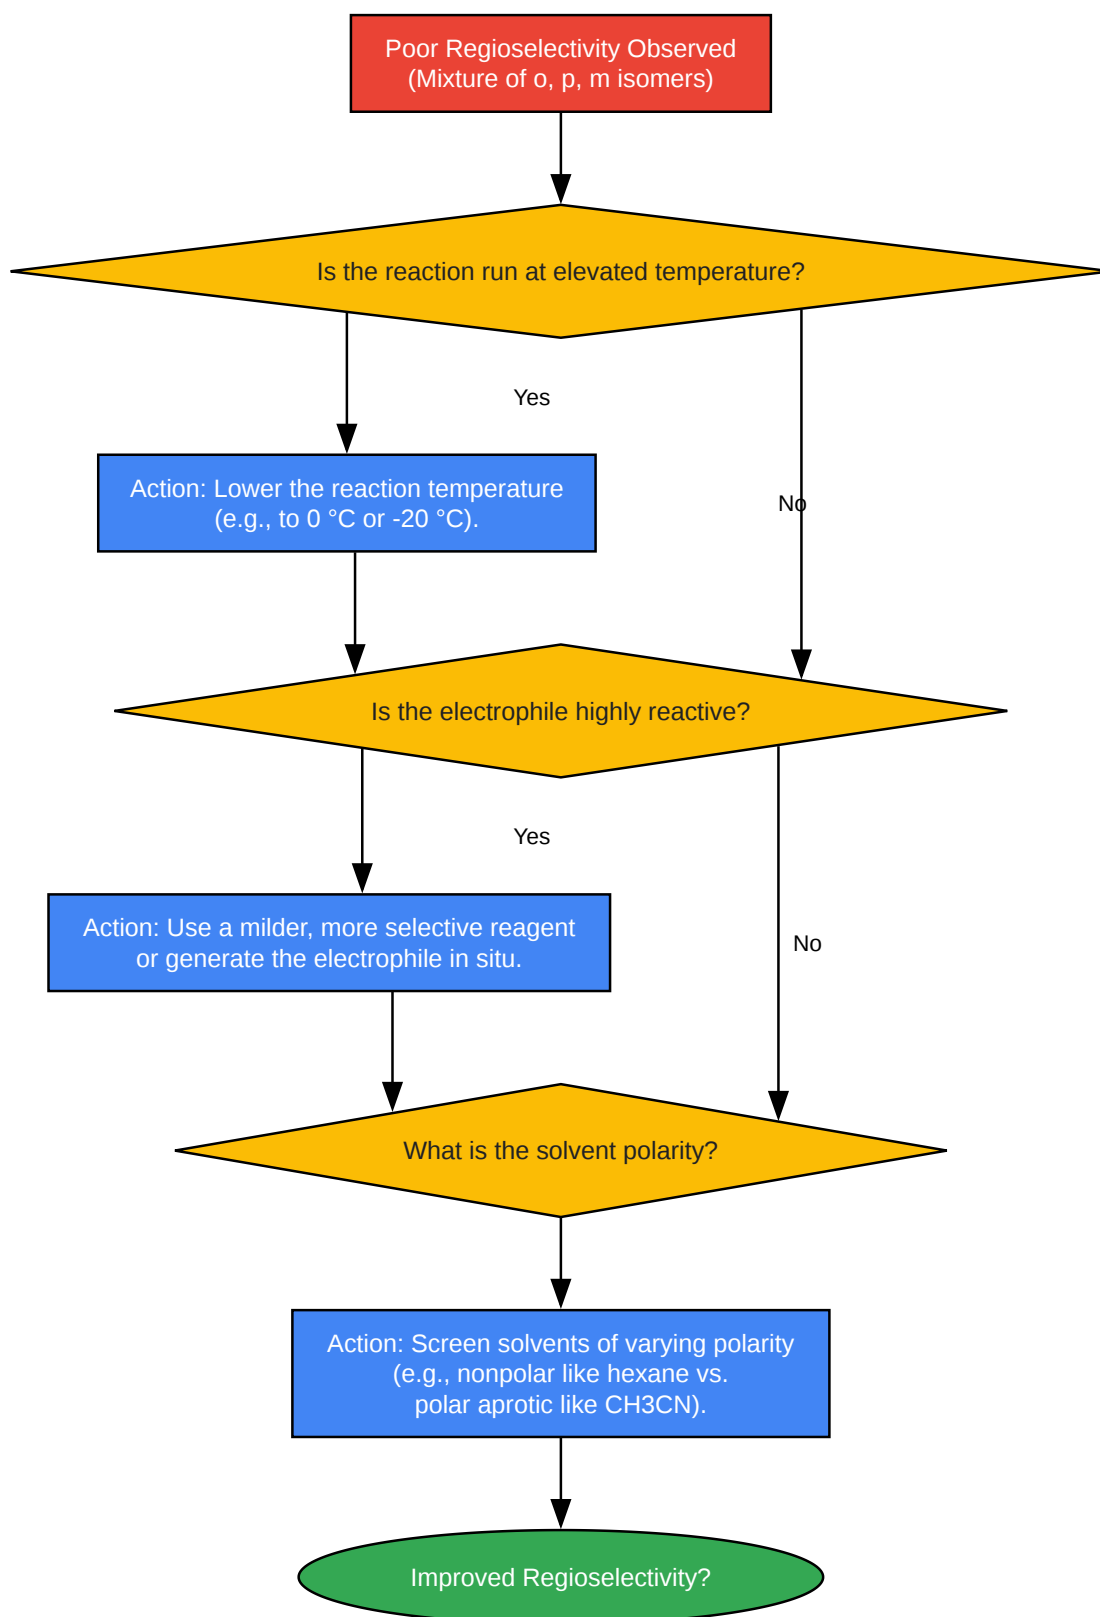 Poor Regioselectivity Observed
(Mixture of o, p, m isomers)
Is the reaction run at elevated temperature?
Yes
Action: Lower the reaction temperature
(e.g., to 0 °C or -20 °C).
No
Is the electrophile highly reactive?
Yes
Action: Use a milder, more selective reagent
or generate the electrophile in situ.
No
What is the solvent polarity?
Action: Screen solvents of varying polarity
(e.g., nonpolar like hexane vs.
polar aprotic like CH3CN).
Improved Regioselectivity?